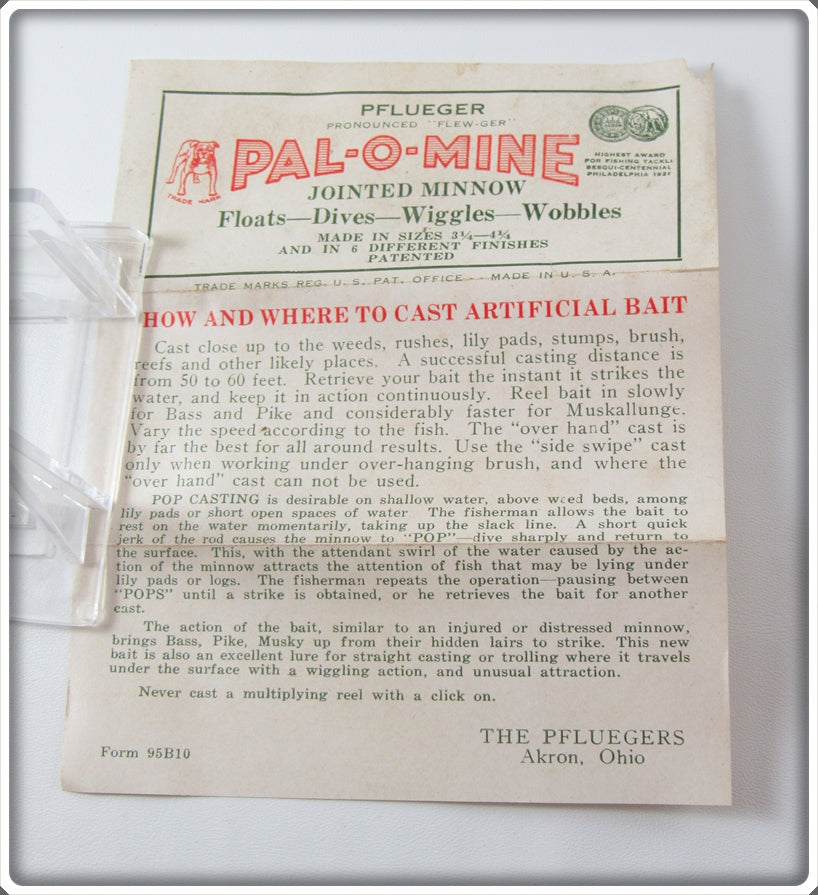 PFLUEGER
PRONOUNCED "FLEW-GER"
PAL-O-MINE
TRADE MARK
JOINTED MINNOW
HIGHEST AWARD
FOR FISHING TACKLE
SESQUI-CENTENNIAL
PHILADELPHIA 1926
Floats—Dives—Wiggles—Wobbles
MADE IN SIZES 3¼—4¼
AND IN 6 DIFFERENT FINISHES
PATENTED
TRADE MARKS REG. U. S. PAT. OFFICE - - MADE IN U. S. A.
HOW AND WHERE TO CAST ARTIFICIAL BAIT
Cast close up to the weeds, rushes, lily pads, stumps, brush,
reefs and other likely places. A successful casting distance is
from 50 to 60 feet. Retrieve your bait the instant it strikes the
water, and keep it in action continuously. Reel bait in slowly
for Bass and Pike and considerably faster for Muskallunge.
Vary the speed according to the fish. The "over hand" cast is
by far the best for all around results. Use the "side swipe" cast
only when working under over-hanging brush, and where the
"over hand" cast can not be used.
POP CASTING is desirable on shallow water, above weed beds, among
lily pads or short open spaces of water. The fisherman allows the bait to
rest on the water momentarily, taking up the slack line. A short quick
jerk of the rod causes the minnow to "POP"—dive sharply and return to
the surface. This, with the attendant swirl of the water caused by the ac-
tion of the minnow attracts the attention of fish that may be lying under
lily pads or logs. The fisherman repeats the operation—pausing between
"POPS" until a strike is obtained, or he retrieves the bait for another
cast.
The action of the bait, similar to an injured or distressed minnow,
brings Bass, Pike, Musky up from their hidden lairs to strike. This new
bait is also an excellent lure for straight casting or trolling where it travels
under the surface with a wiggling action, and unusual attraction.
Never cast a multiplying reel with a click on.
THE PFLUEGERS
Akron, Ohio
Form 95B10